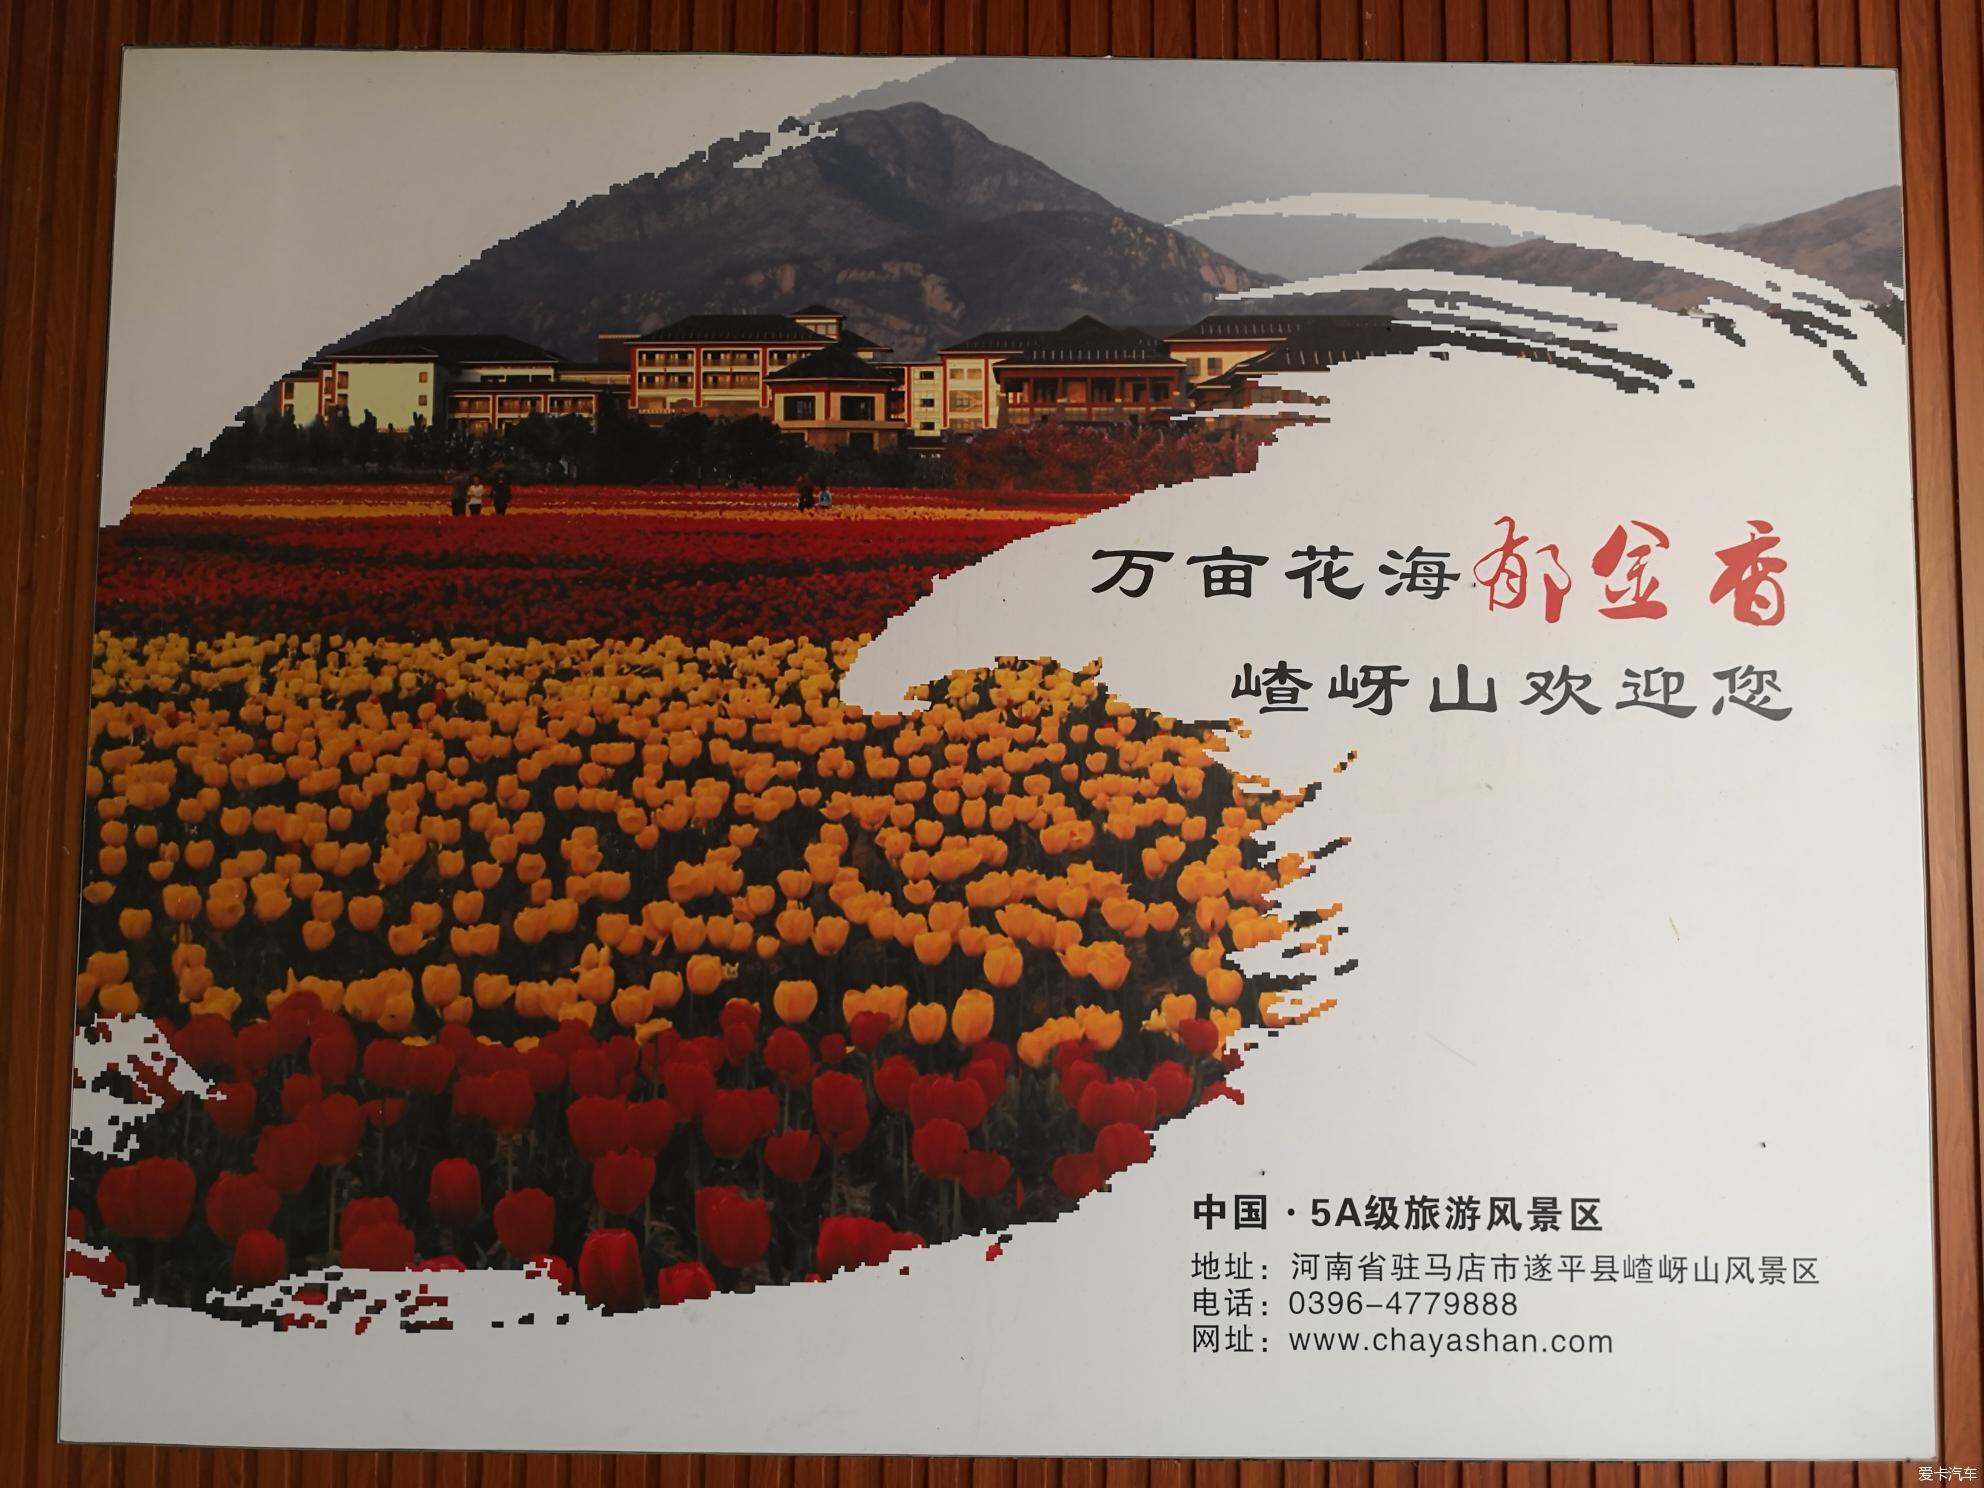 万亩花海郁金香
嵖岈山欢迎您
中国·5A级旅游风景区
地址：河南省驻马店市遂平县嵖岈山风景区
电话：0396-4779888
网址：www.chayashan.com
爱卡汽车